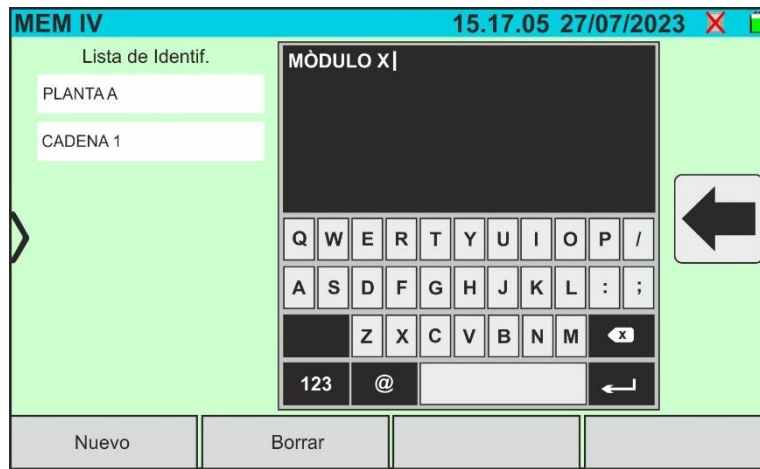 MEM IV 15.17.05 27/07/2023
Lista de Identif.
PLANTA A
CADENA 1
MÒDULO X
Q W E R T Y U I O P /
A S D F G H J K L : ;
Z X C V B N M X
123 @
Nuevo Borrar